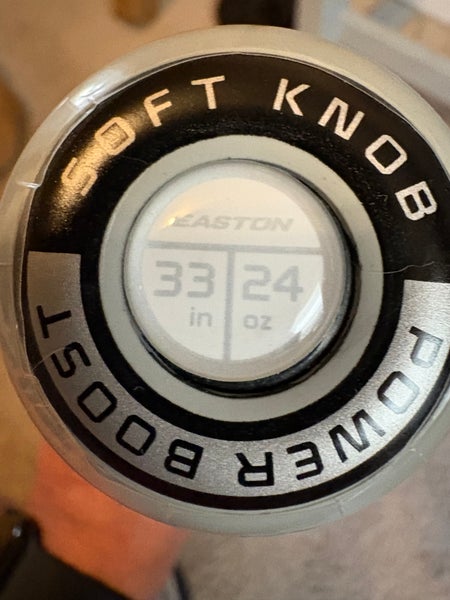 SOFT KNOB
EASTON
33 24
in oz
POWER BOOST